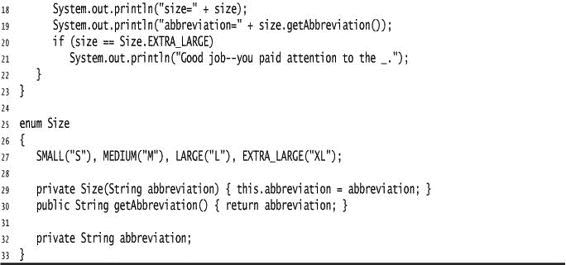 18 System.out.println("size=" + size);
19 System.out.println("abbreviation=" + size.getAbbreviation());
20 if (size == Size.EXTRA_LARGE)
21 System.out.println("Good job--you paid attention to the _.");
22 }
23 }
24
25 enum Size
26 {
27 SMALL("S"), MEDIUM("M"), LARGE("L"), EXTRA_LARGE("XL");
28
29 private Size(String abbreviation) { this.abbreviation = abbreviation; }
30 public String getAbbreviation() { return abbreviation; }
31
32 private String abbreviation;
33 }